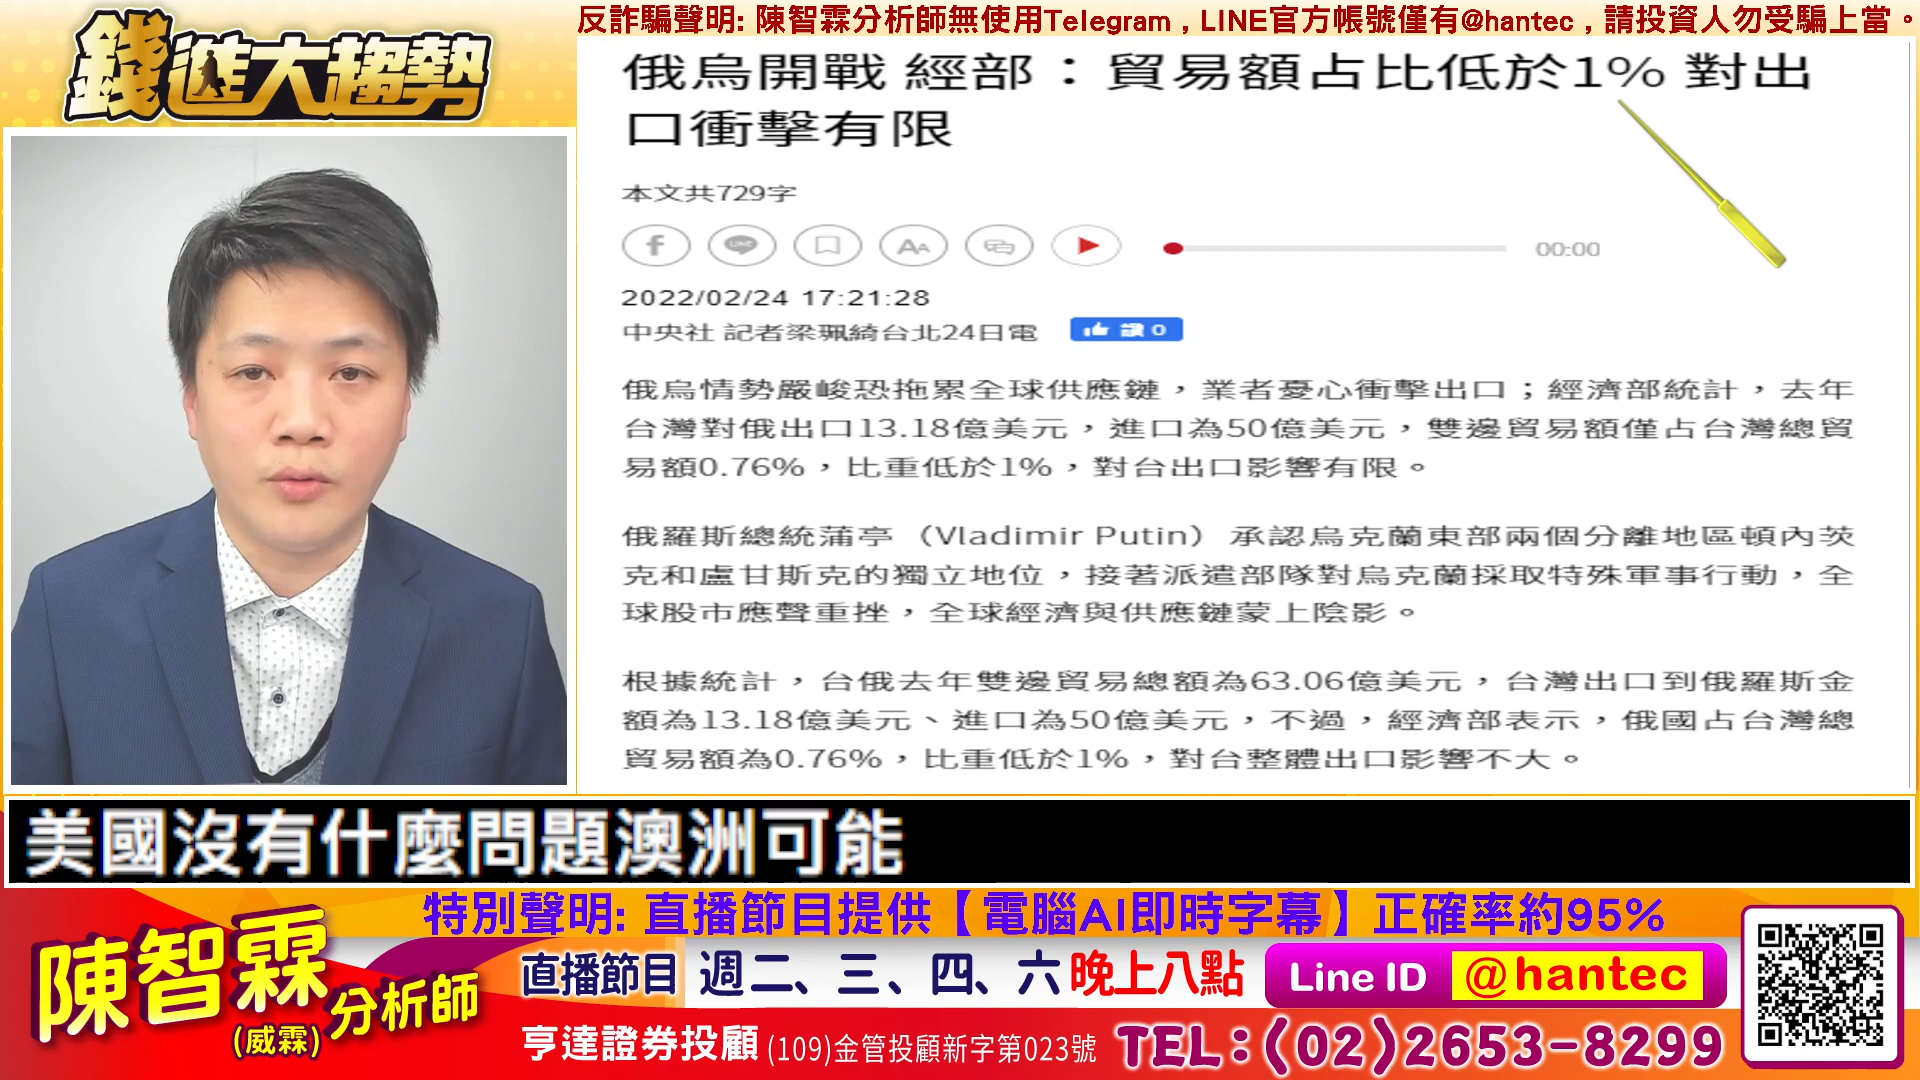 反詐騙聲明: 陳智霖分析師無使用Telegram , LINE官方帳號僅有@hantec , 請投資人勿受騙上當。
錢進大趨勢
俄烏開戰 經部：貿易額占比低於1% 對出
口衝擊有限
本文共729字
f
LINE
AA
00:00
2022/02/24 17:21:28
中央社 記者梁珮綺台北24日電
讚 0
俄烏情勢嚴峻恐拖累全球供應鏈，業者憂心衝擊出口；經濟部統計，去年
台灣對俄出口13.18億美元，進口為50億美元，雙邊貿易額僅占台灣總貿
易額0.76%，比重低於1%，對台出口影響有限。
俄羅斯總統蒲亭（Vladimir Putin）承認烏克蘭東部兩個分離地區頓內茨
克和盧甘斯克的獨立地位，接著派遣部隊對烏克蘭採取特殊軍事行動，全
球股市應聲重挫，全球經濟與供應鏈蒙上陰影。
根據統計，台俄去年雙邊貿易總額為63.06億美元，台灣出口到俄羅斯金
額為13.18億美元、進口為50億美元，不過，經濟部表示，俄國占台灣總
貿易額為0.76%，比重低於1%，對台整體出口影響不大。
美國沒有什麼問題澳洲可能
特別聲明: 直播節目提供【電腦AI即時字幕】正確率約95%
陳智霖分析師
(威霖)
直播節目 週二、三、四、六 晚上八點
Line ID @hantec
亨達證券投顧 (109)金管投顧新字第023號
TEL:(02)2653-8299